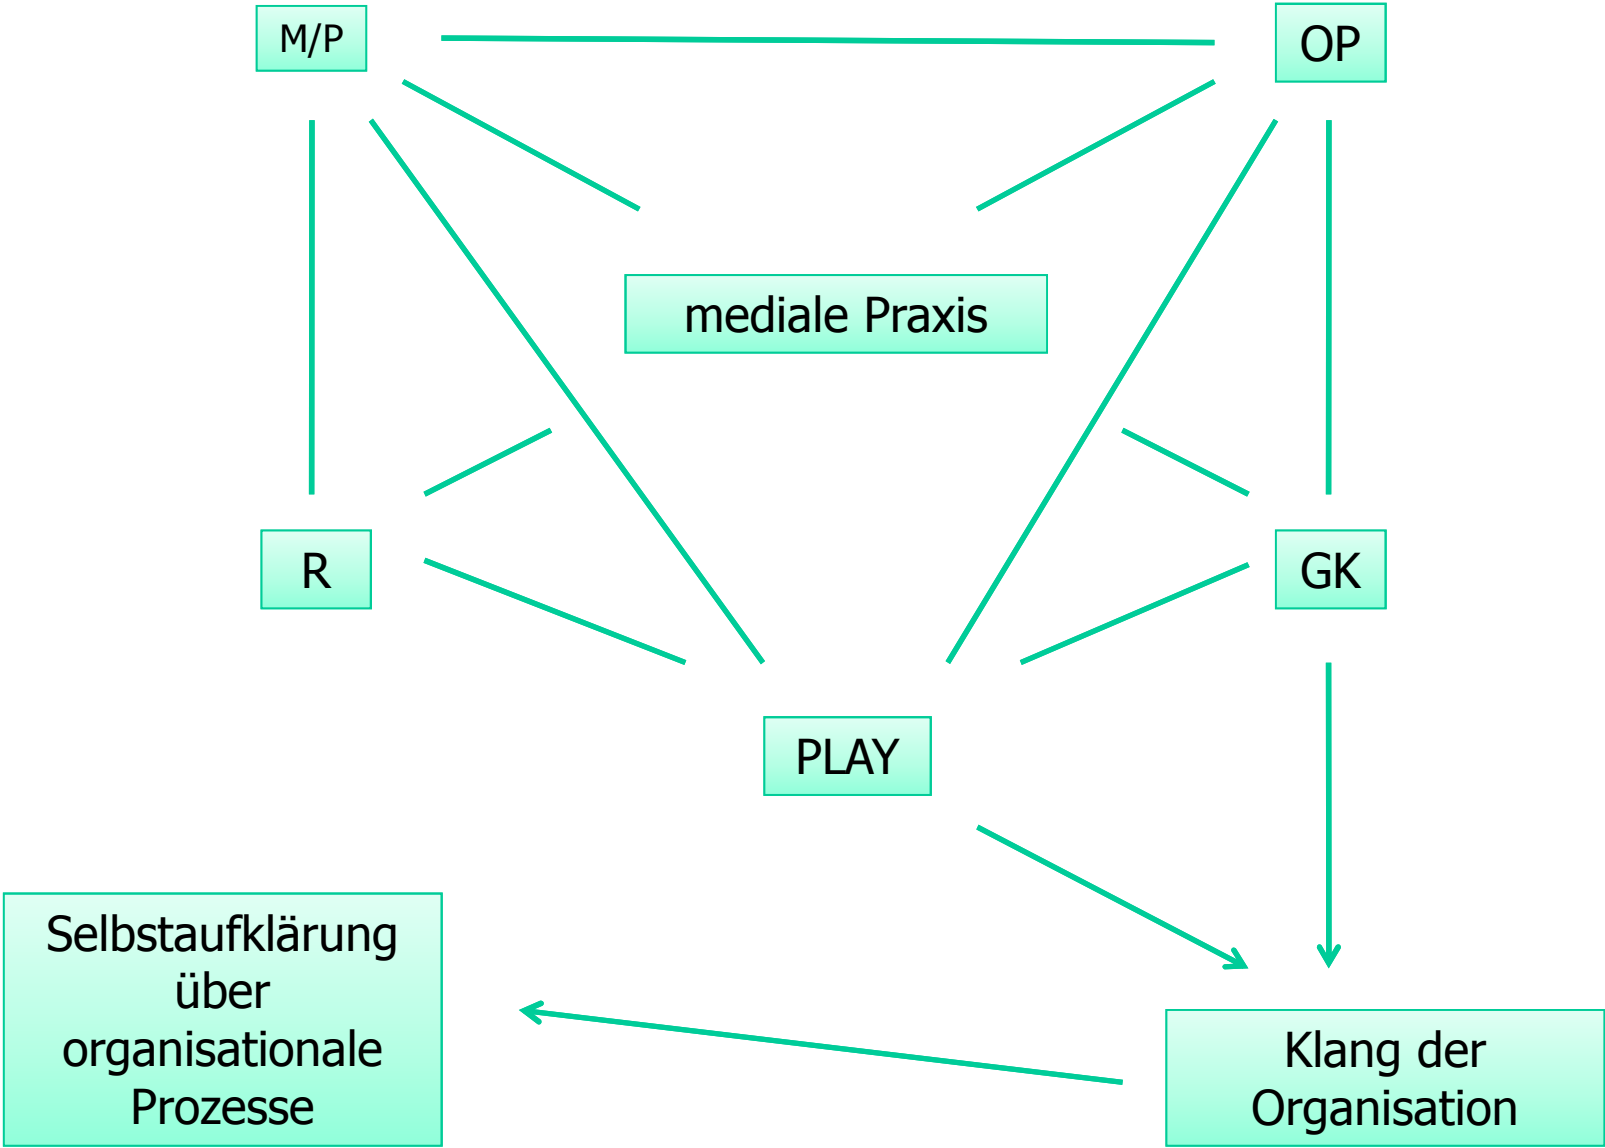 M/P
OP
mediale Praxis
R
GK
PLAY
Selbstaufklärung
über
organisationale
Prozesse
Klang der
Organisation